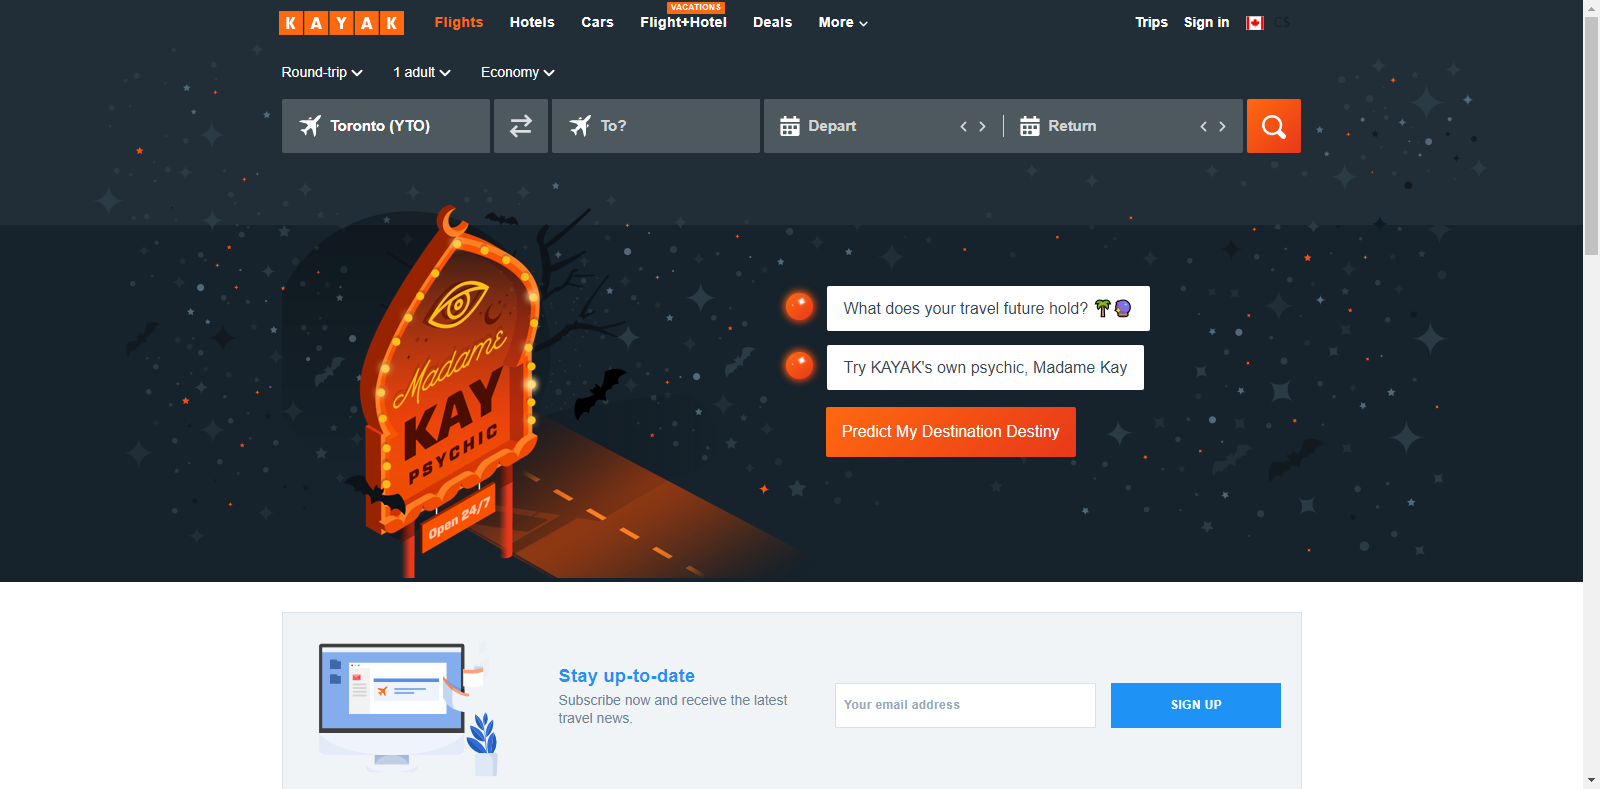 KAYAK
Flights
Hotels
Cars
VACATIONS
Flight+Hotel
Deals
More
Trips
Sign in
C$
Round-trip
1 adult
Economy
Toronto (YTO)
To?
Depart
Return
Madame
KAY
PSYCHIC
Open 24/7
What does your travel future hold? 🌴🔮
Try KAYAK's own psychic, Madame Kay
Predict My Destination Destiny
Stay up-to-date
Subscribe now and receive the latest
travel news.
Your email address
SIGN UP